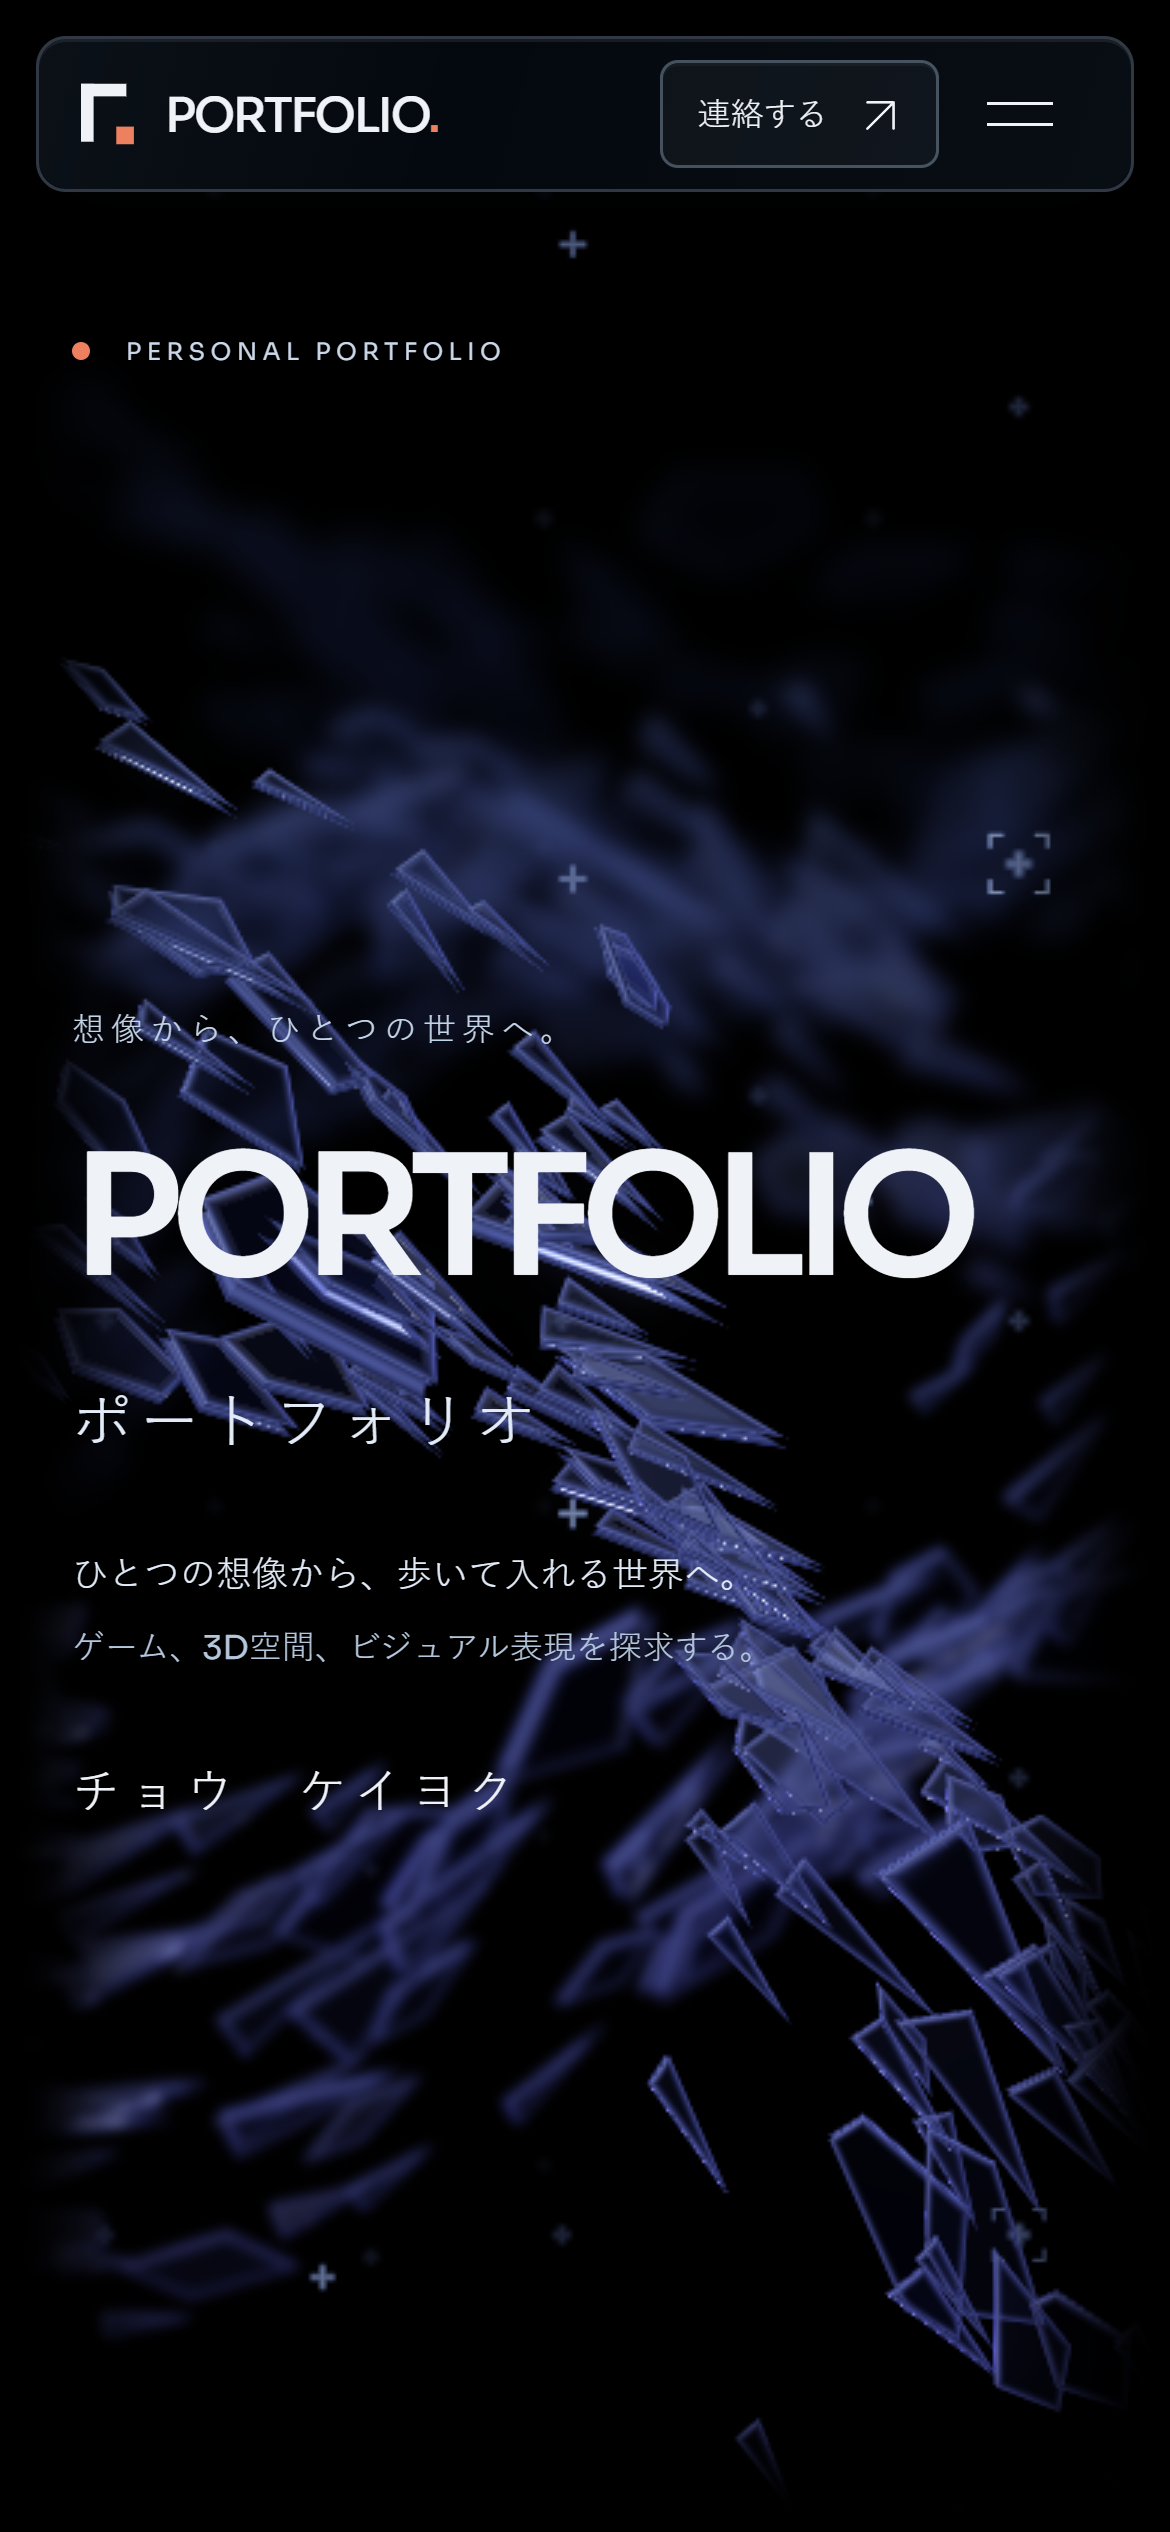 PORTFOLIO.
連絡する
PERSONAL PORTFOLIO
想像から、ひとつの世界へ。
PORTFOLIO
ポートフォリオ
ひとつの想像から、歩いて入れる世界へ。
ゲーム、3D空間、ビジュアル表現を探求する。
チョウ　ケイヨク